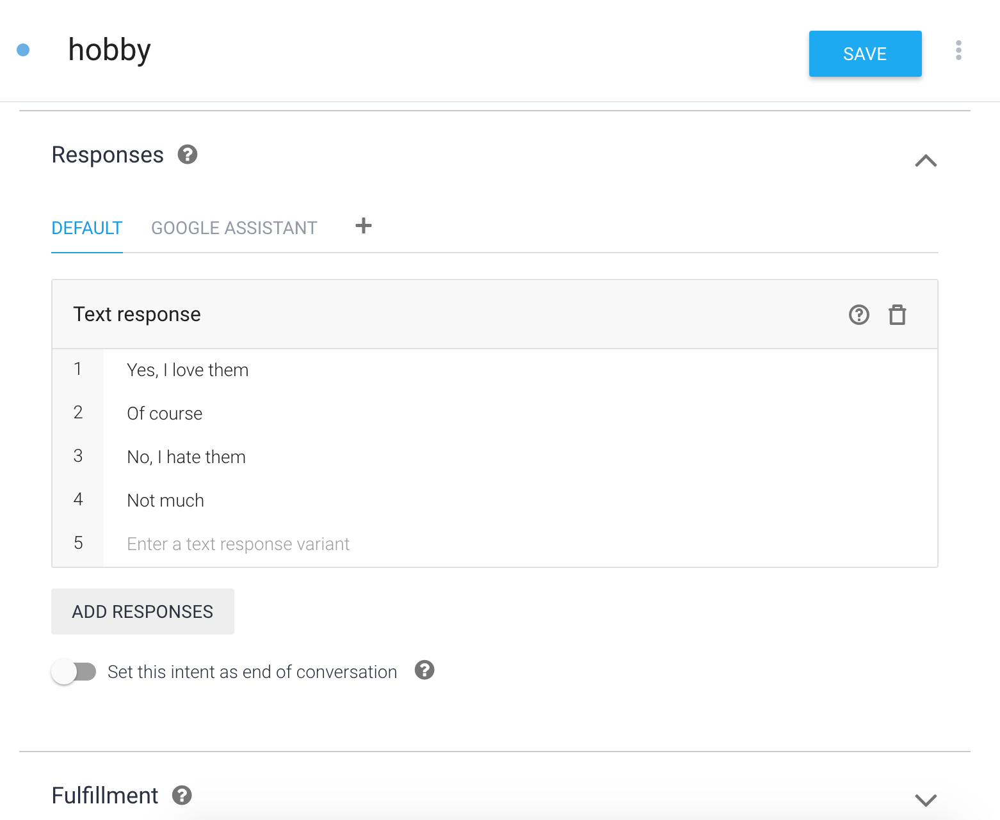 hobby
SAVE
Responses
DEFAULT GOOGLE ASSISTANT
Text response
1 Yes, I love them
2 Of course
3 No, I hate them
4 Not much
5 Enter a text response variant
ADD RESPONSES
Set this intent as end of conversation
Fulfillment